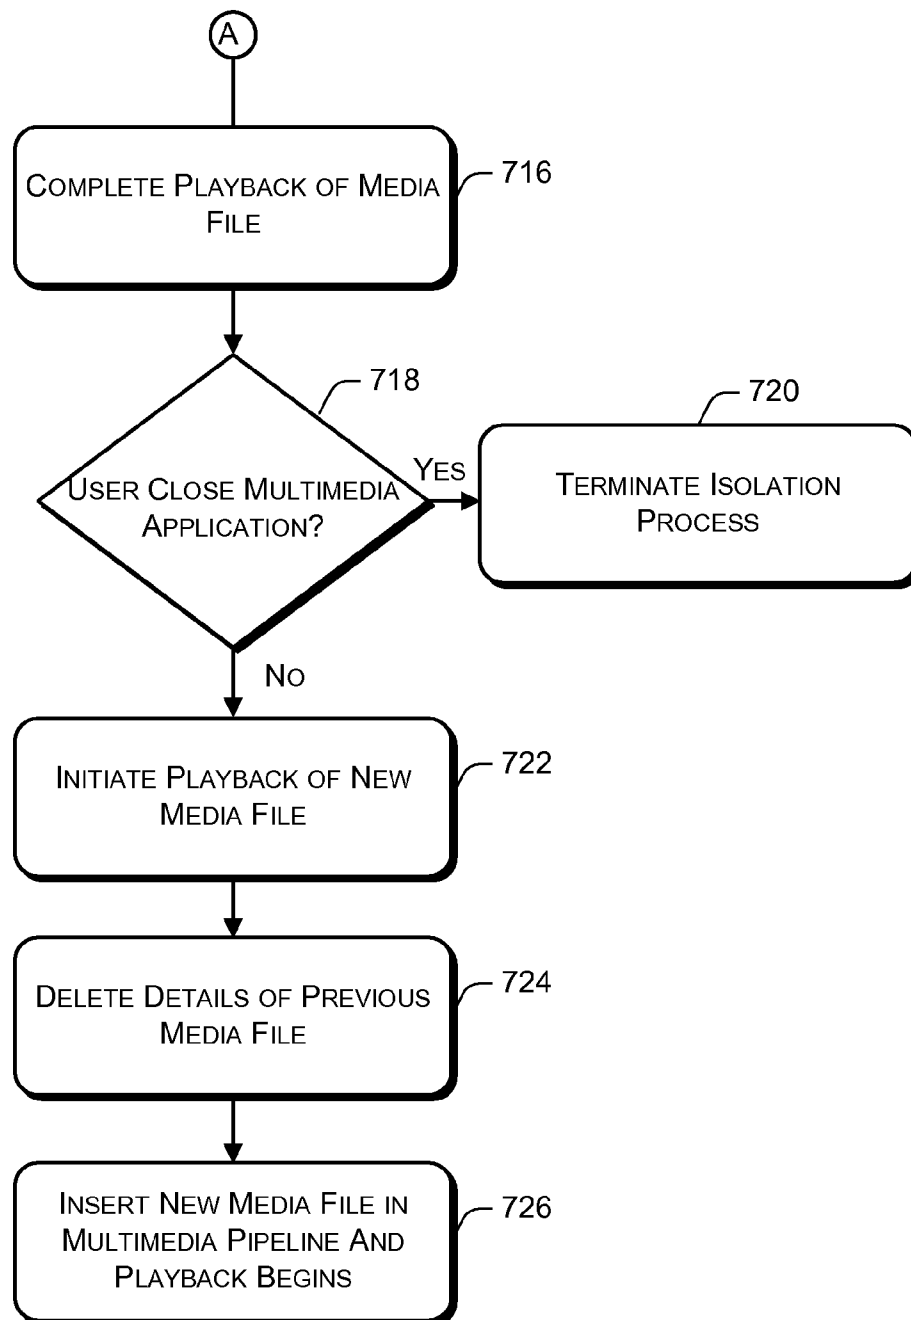 A
COMPLETE PLAYBACK OF MEDIA
FILE
716
718
USER CLOSE MULTIMEDIA
APPLICATION?
YES
720
TERMINATE ISOLATION
PROCESS
NO
INITIATE PLAYBACK OF NEW
MEDIA FILE
722
DELETE DETAILS OF PREVIOUS
MEDIA FILE
724
INSERT NEW MEDIA FILE IN
MULTIMEDIA PIPELINE AND
PLAYBACK BEGINS
726